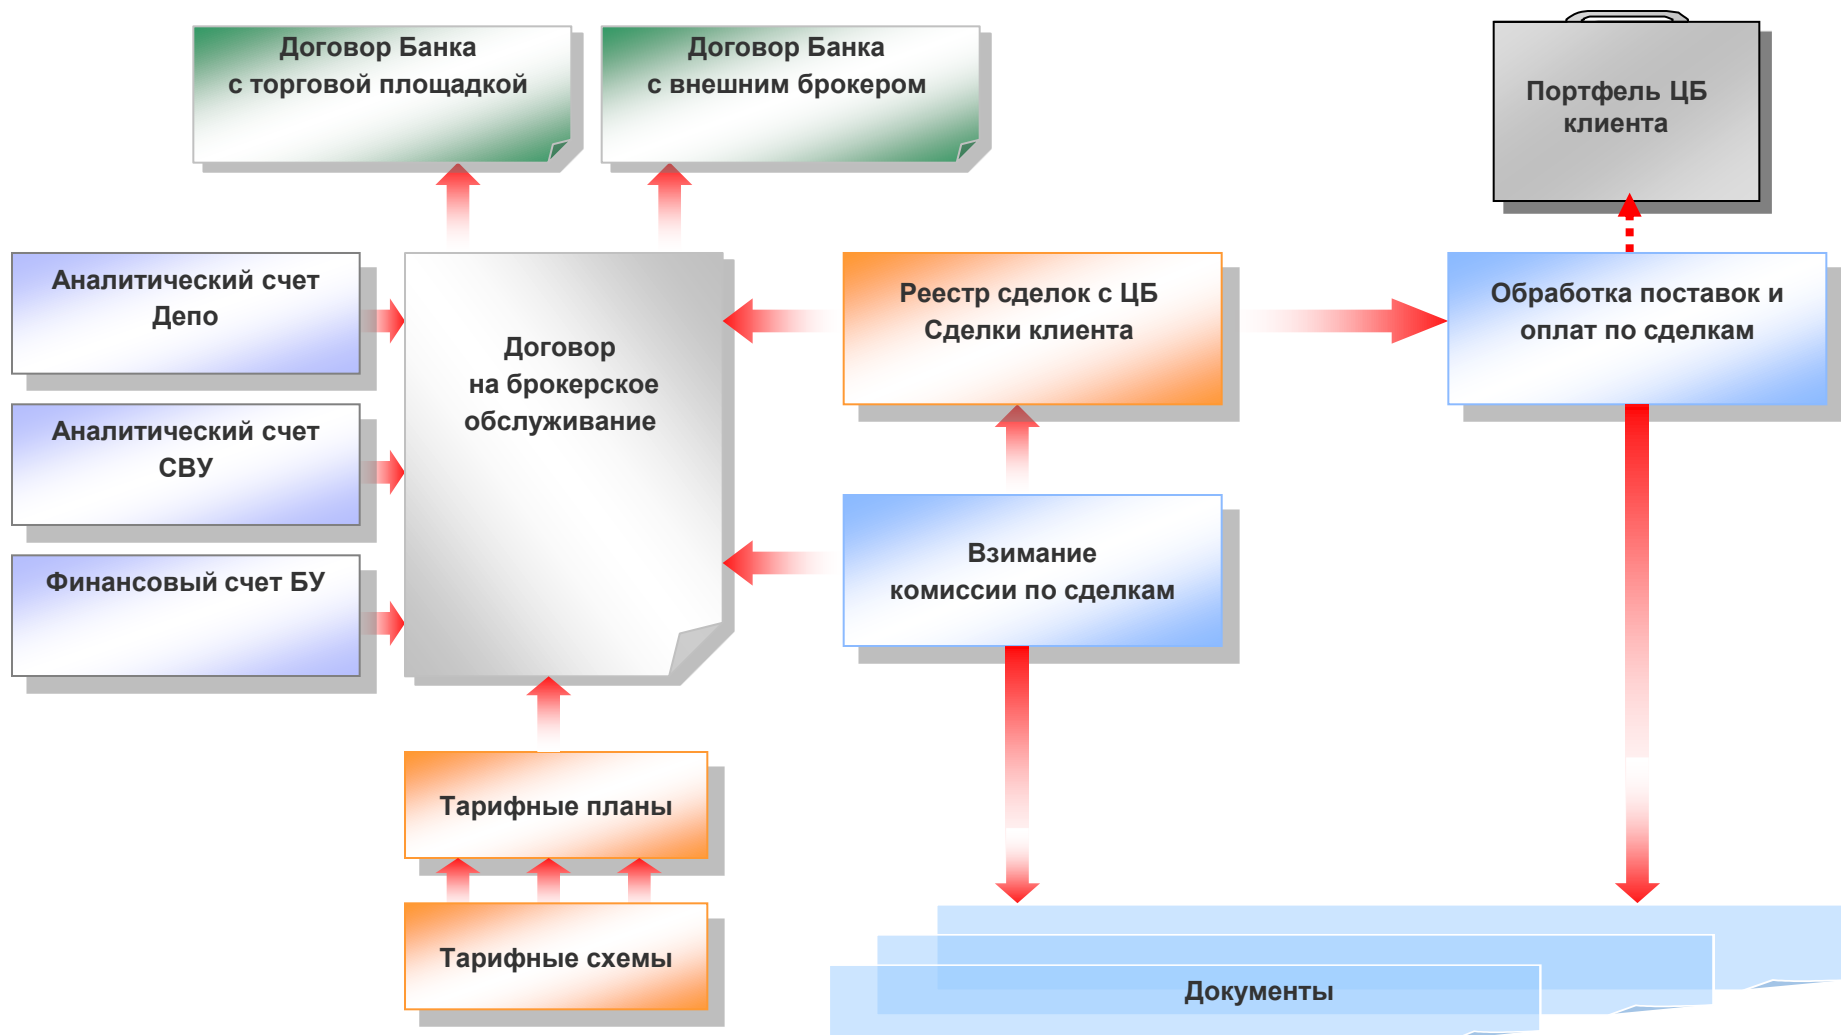 Договор Банка
с торговой площадкой
Договор Банка
с внешним брокером
Портфель ЦБ
клиента
Аналитический счет
Депо
Аналитический счет
СВУ
Финансовый счет БУ
Договор
на брокерское
обслуживание
Реестр сделок с ЦБ
Сделки клиента
Обработка поставок и
оплат по сделкам
Взимание
комиссии по сделкам
Тарифные планы
Тарифные схемы
Документы